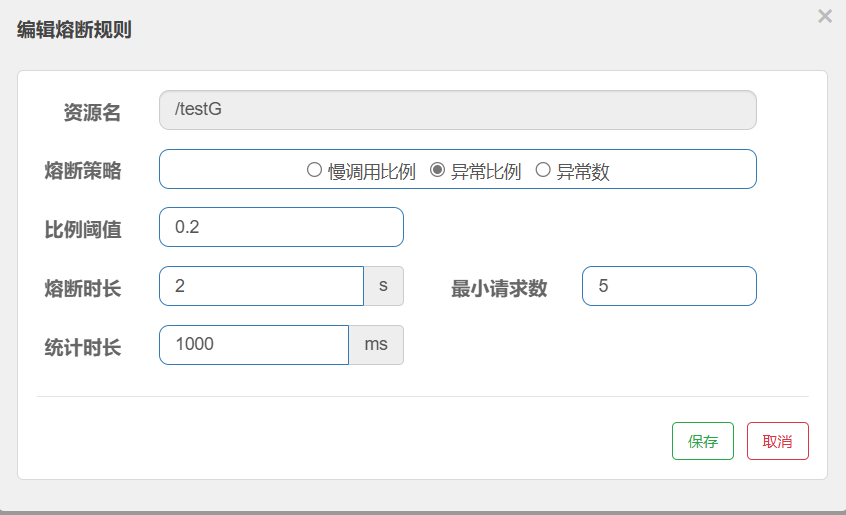 编辑熔断规则 ×
资源名 /testG
熔断策略 慢调用比例 异常比例 异常数
比例阈值 0.2
熔断时长 2 s 最小请求数 5
统计时长 1000 ms
保存 取消